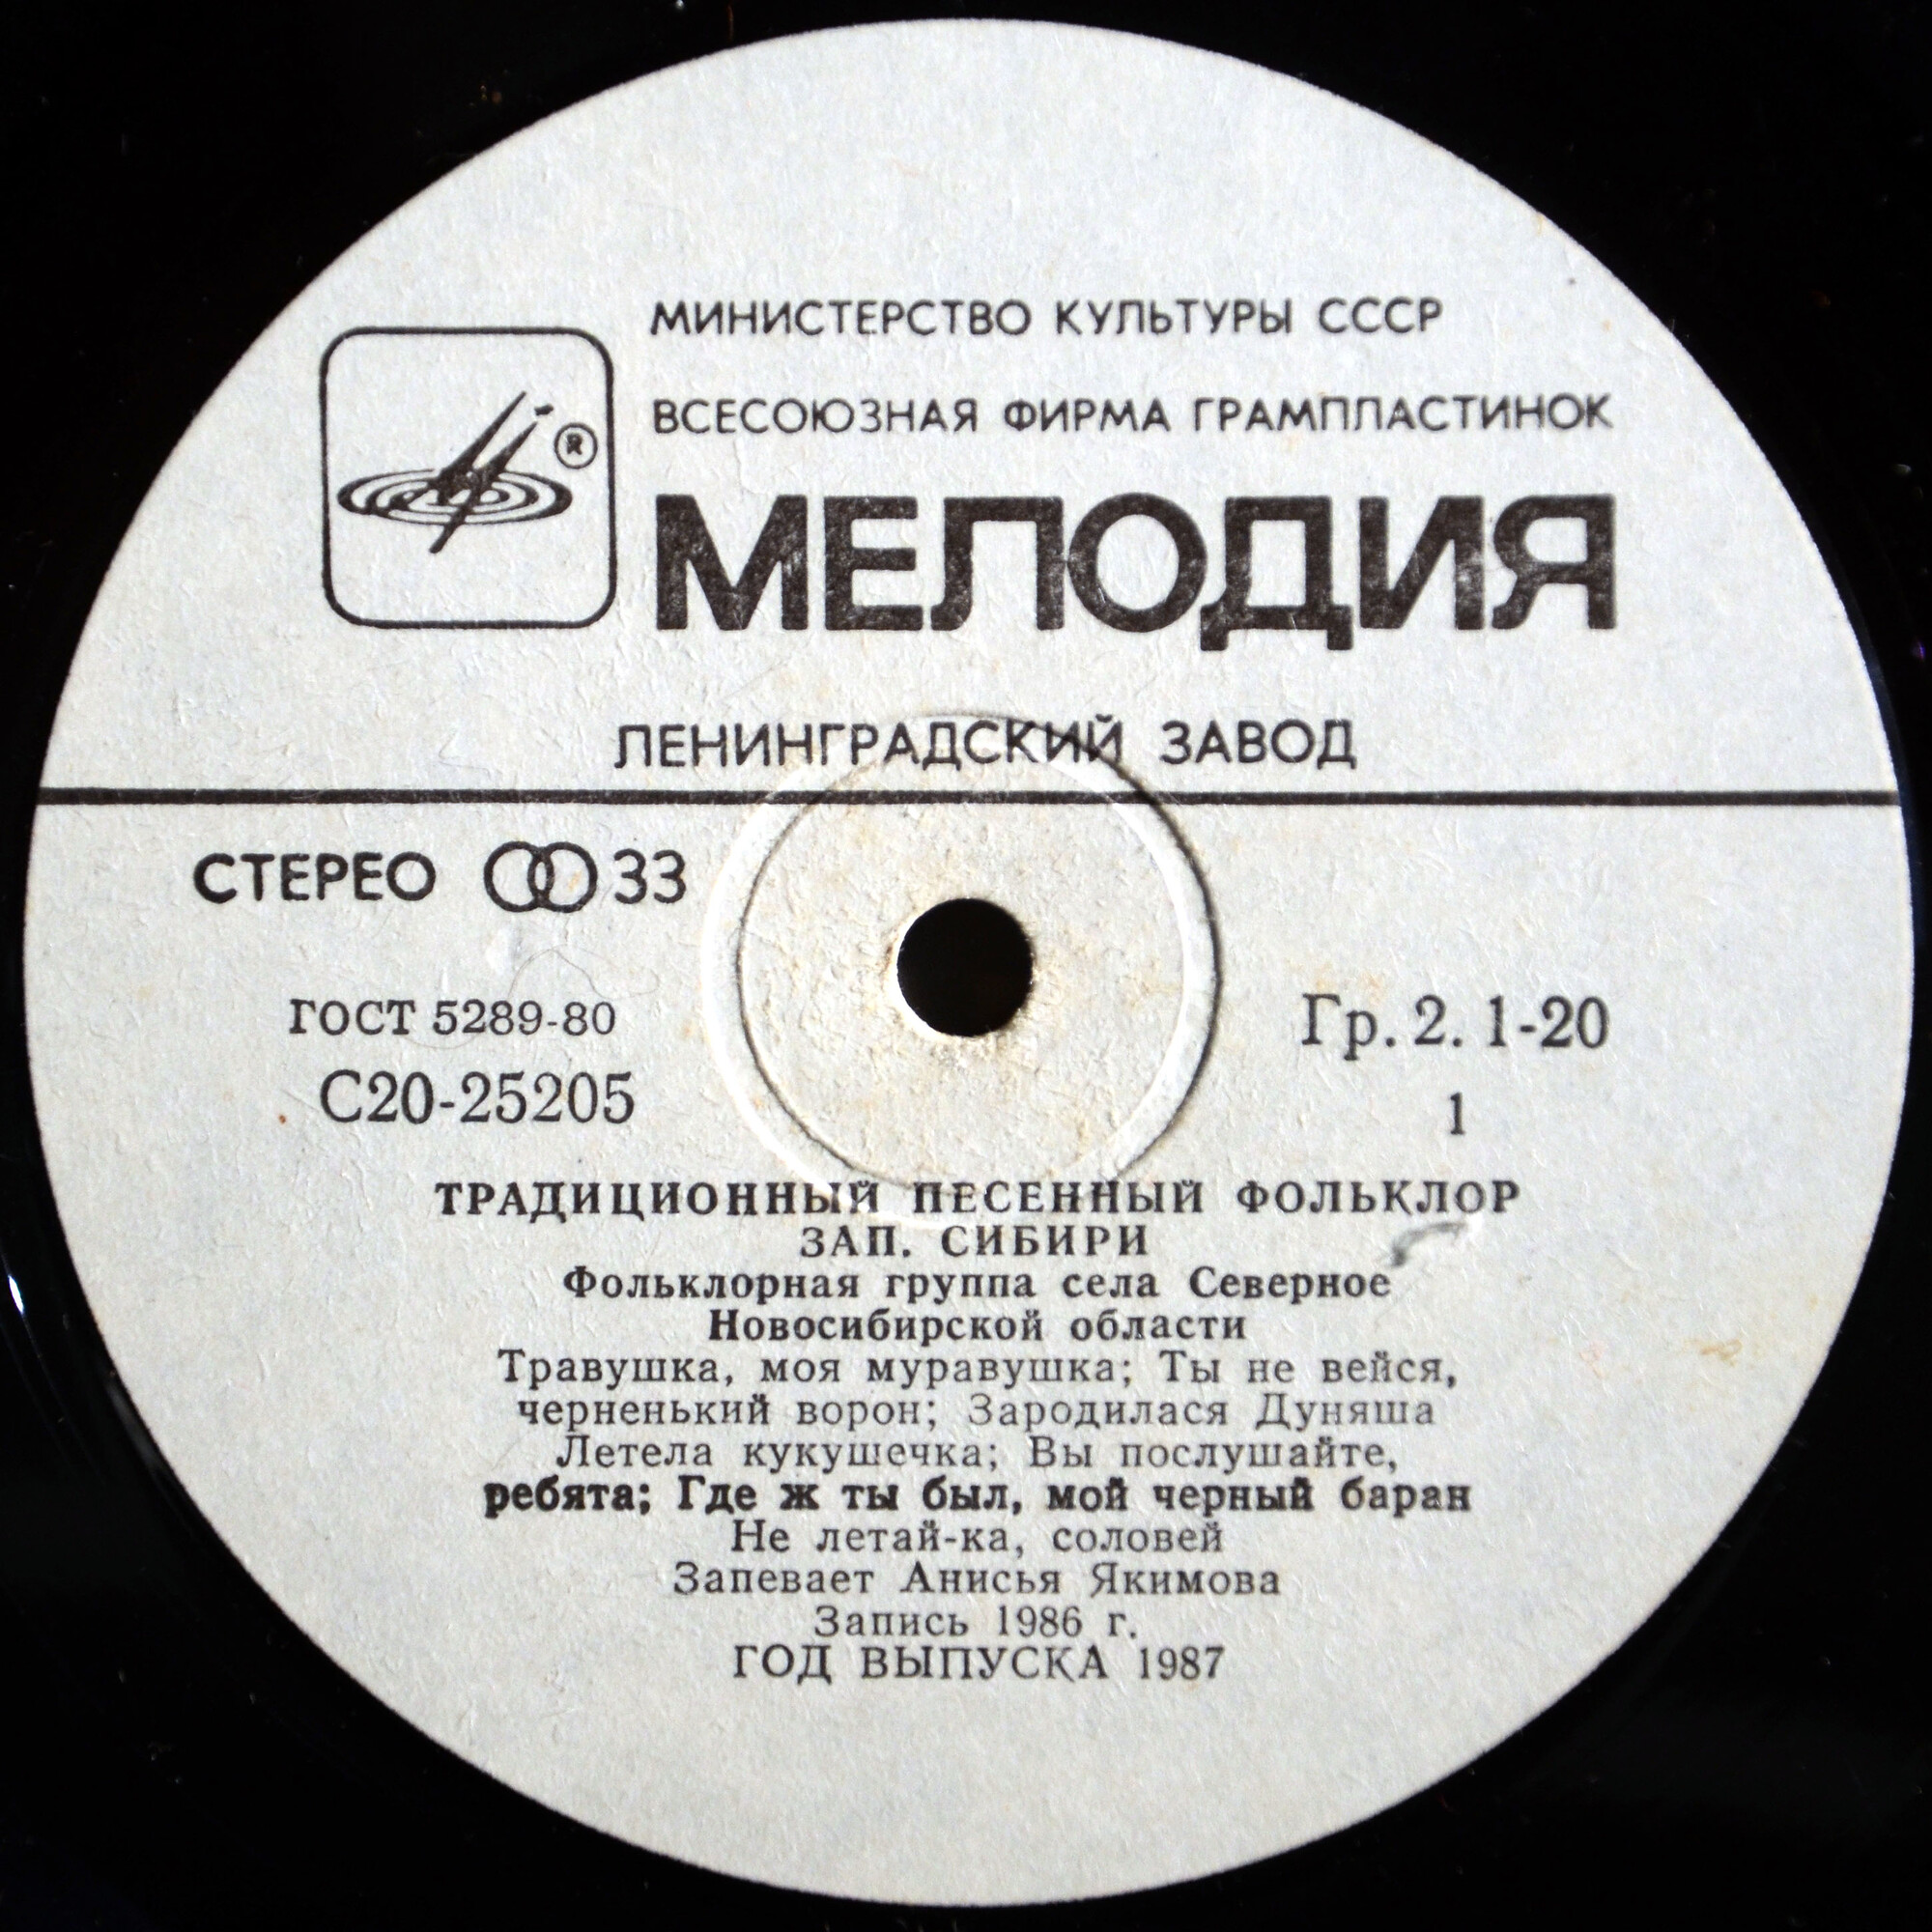 МИНИСТЕРСТВО КУЛЬТУРЫ СССР
ВСЕСОЮЗНАЯ ФИРМА ГРАМПЛАСТИНОК
®
МЕЛОДИЯ
ЛЕНИНГРАДСКИЙ ЗАВОД
СТЕРЕО 33
ГОСТ 5289-80
Гр. 2. 1-20
С20-25205
1
ТРАДИЦИОННЫЙ ПЕСЕННЫЙ ФОЛЬКЛОР
ЗАП. СИБИРИ
Фольклорная группа села Северное
Новосибирской области
Травушка, моя муравушка; Ты не вейся,
черненький ворон; Зародилася Дуняша
Летела кукушечка; Вы послушайте,
ребята; Где ж ты был, мой черный баран
Не летай-ка, соловей
Запевает Анисья Якимова
Запись 1986 г.
ГОД ВЫПУСКА 1987